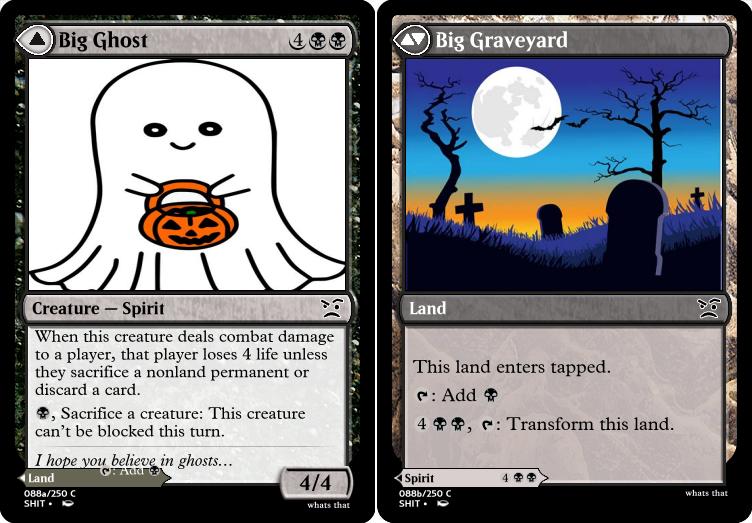 Big Ghost 4
Creature — Spirit
When this creature deals combat damage
to a player, that player loses 4 life unless
they sacrifice a nonland permanent or
discard a card.
, Sacrifice a creature: This creature
can't be blocked this turn.
I hope you believe in ghosts...
: Add
Land
4/4
088a/250 C
SHIT •
whats that
Big Graveyard
Land
This land enters tapped.
: Add
4 , : Transform this land.
Spirit 4
088b/250 C
SHIT •
whats that